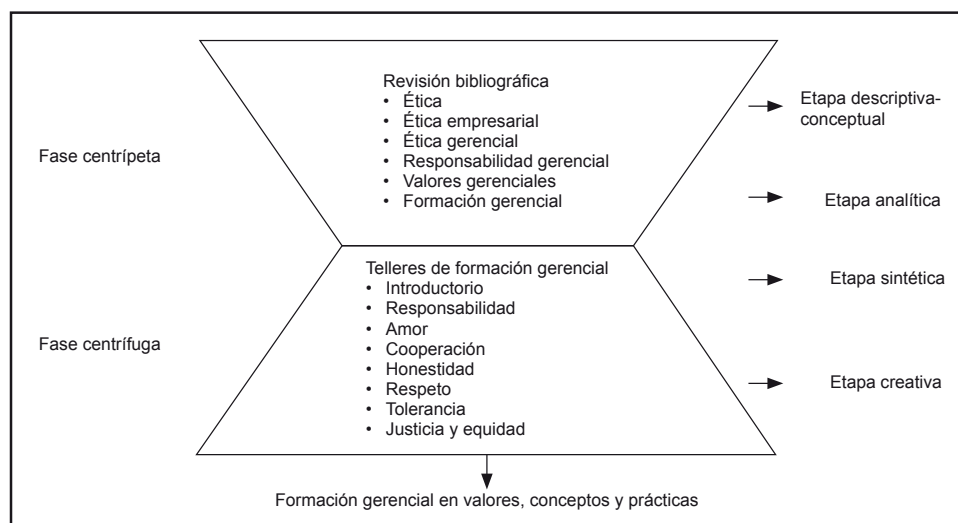 Fase centrípeta
Revisión bibliográfica
• Ética
• Ética empresarial
• Ética gerencial
• Responsabilidad gerencial
• Valores gerenciales
• Formación gerencial
Etapa descriptiva-
conceptual
Etapa analítica
Fase centrífuga
Telleres de formación gerencial
• Introductorio
• Responsabilidad
• Amor
• Cooperación
• Honestidad
• Respeto
• Tolerancia
• Justicia y equidad
Etapa sintética
Etapa creativa
Formación gerencial en valores, conceptos y prácticas